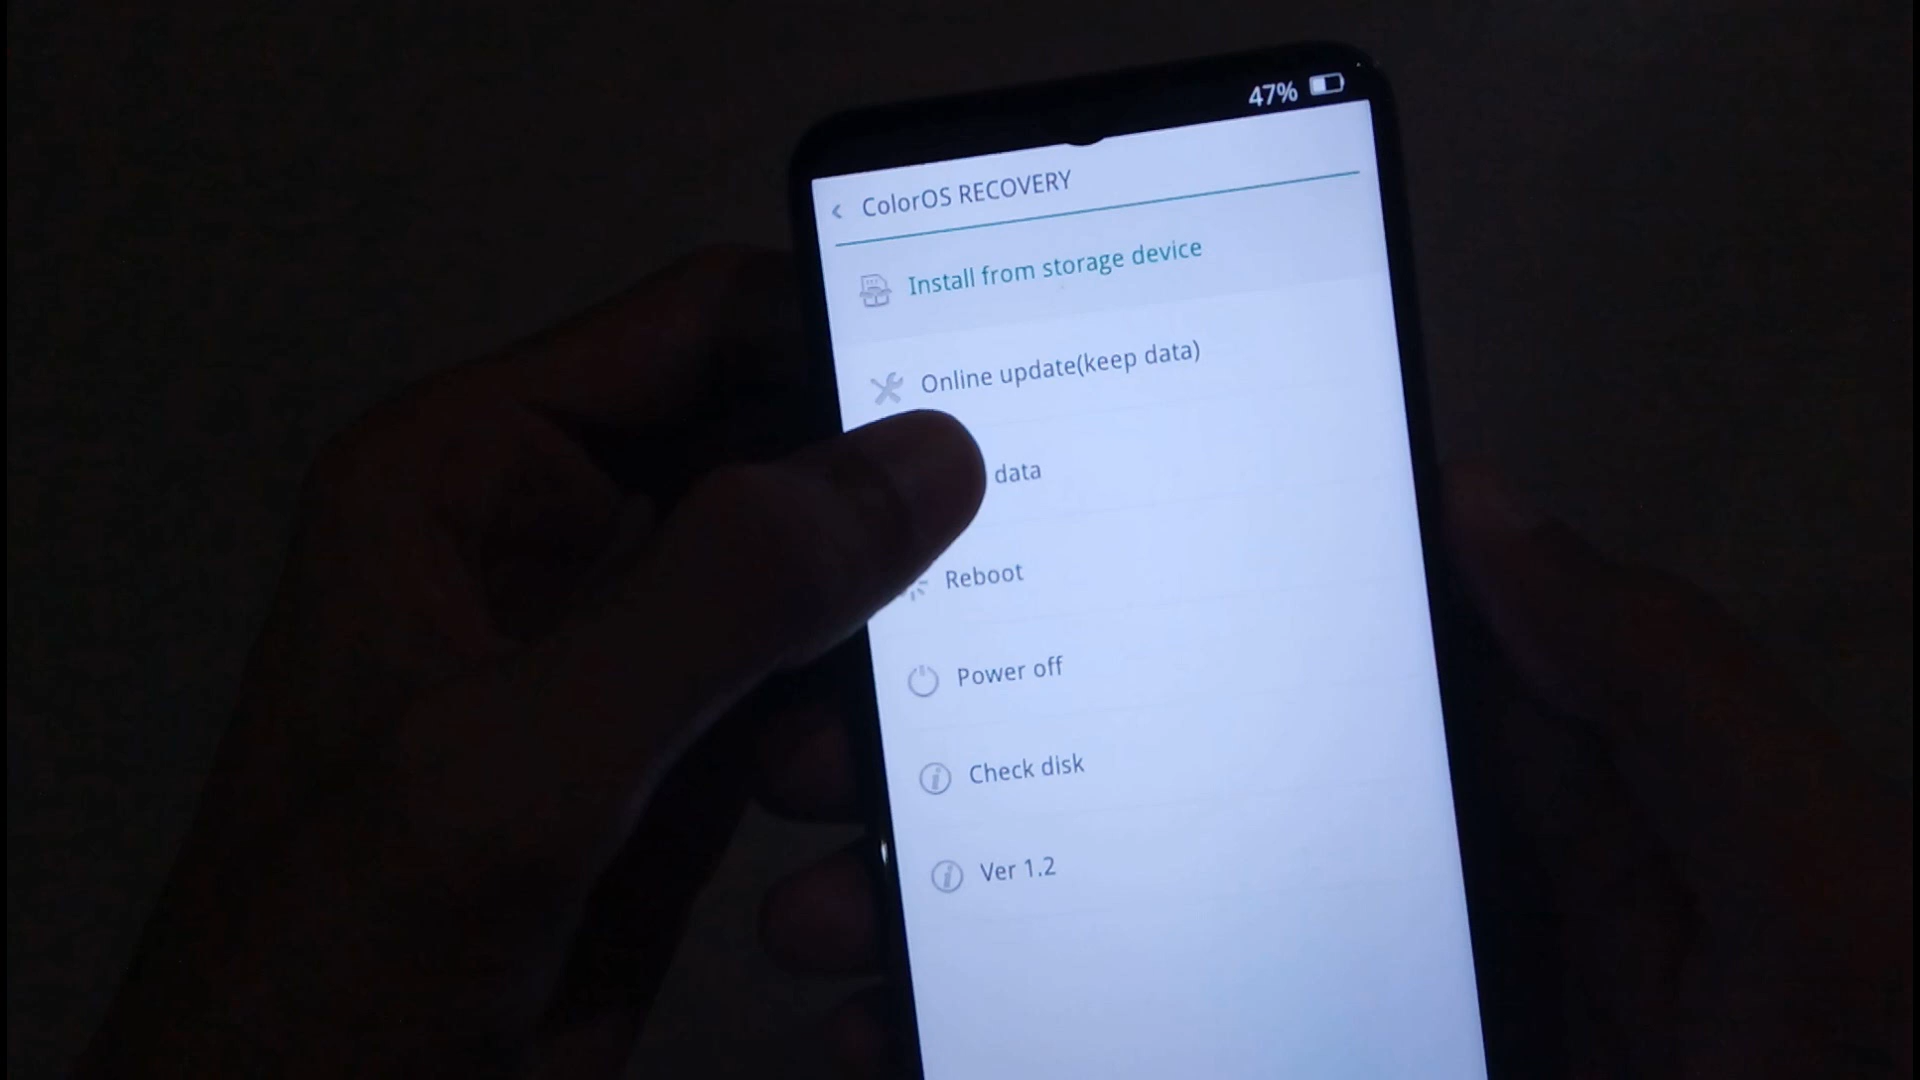 47%
ColorOS RECOVERY
Install from storage device
Online update(keep data)
data
Reboot
Power off
Check disk
Ver 1.2